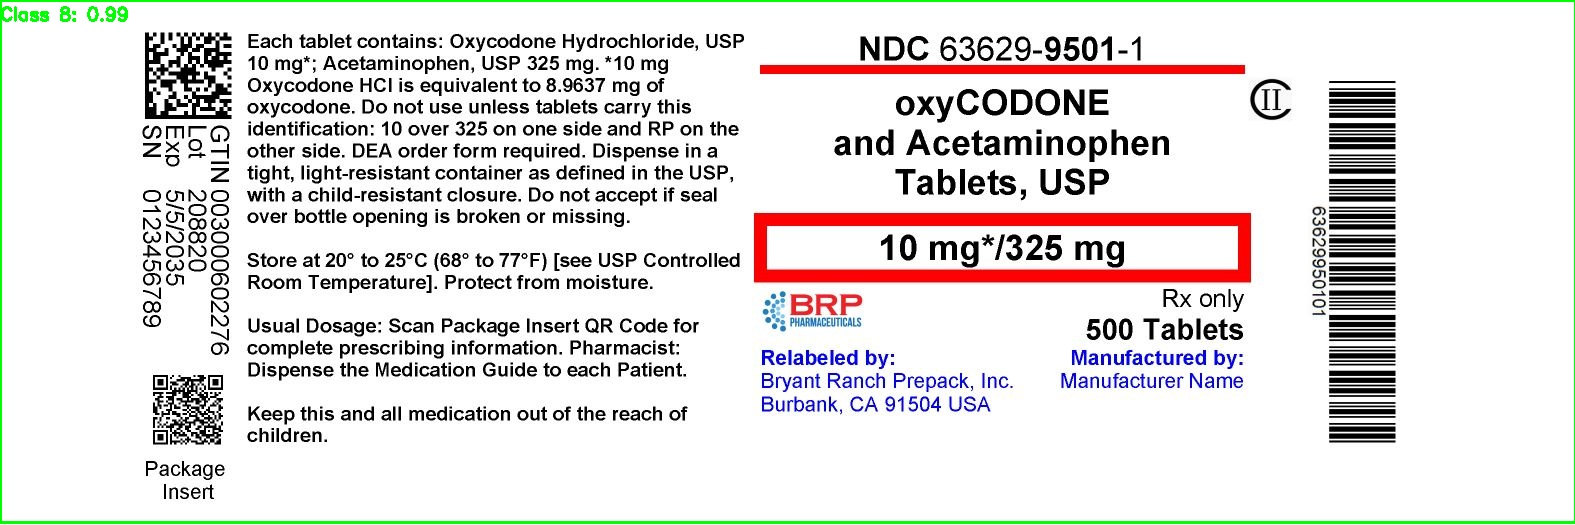 Class 8: 0.99
Each tablet contains: Oxycodone Hydrochloride, USP
10 mg*; Acetaminophen, USP 325 mg. *10 mg
Oxycodone HCl is equivalent to 8.9637 mg of
oxycodone. Do not use unless tablets carry this
identification: 10 over 325 on one side and RP on the
other side. DEA order form required. Dispense in a
tight, light-resistant container as defined in the USP,
with a child-resistant closure. Do not accept if seal
over bottle opening is broken or missing.
Store at 20° to 25°C (68° to 77°F) [see USP Controlled
Room Temperature]. Protect from moisture.
Usual Dosage: Scan Package Insert QR Code for
complete prescribing information. Pharmacist:
Dispense the Medication Guide to each Patient.
Keep this and all medication out of the reach of
children.
GTIN 0030000602276
Lot 208820
Exp 5/5/2035
SN 0123456789
Package
Insert
NDC 63629-9501-1
oxyCODONE
and Acetaminophen
Tablets, USP
CII
10 mg*/325 mg
BRP
PHARMACEUTICALS
Rx only
500 Tablets
Relabeled by:
Bryant Ranch Prepack, Inc.
Burbank, CA 91504 USA
Manufactured by:
Manufacturer Name
63629950101